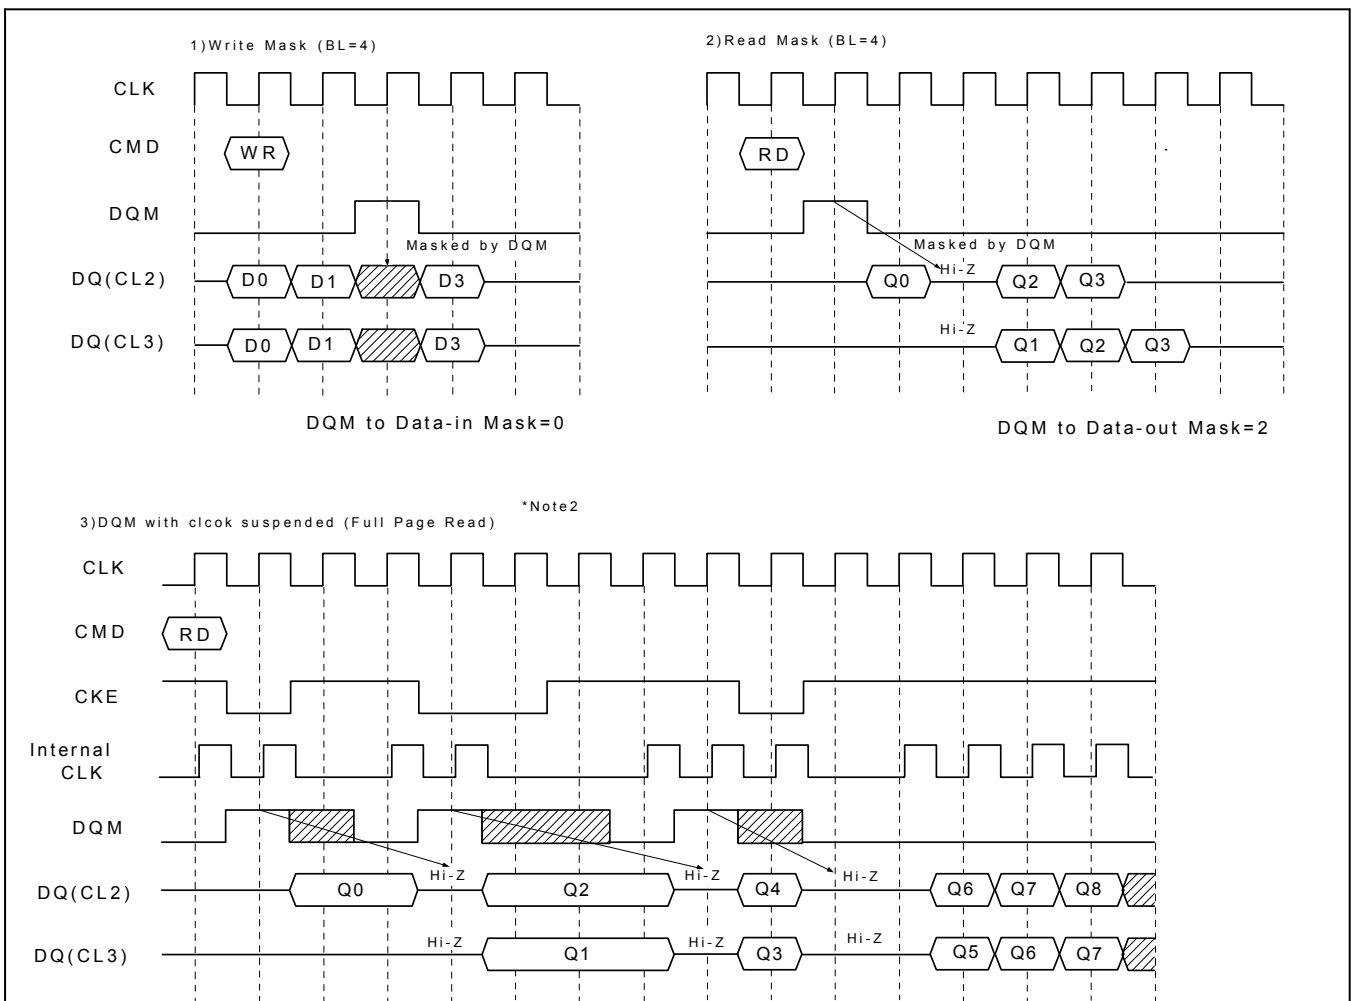 1)Write Mask (BL=4)
2)Read Mask (BL=4)
CLK
CMD WR RD
DQM
Masked by DQM Masked by DQM
DQ(CL2) D0 D1 D3 Q0 Hi-Z Q2 Q3
DQ(CL3) D0 D1 D3 Hi-Z Q1 Q2 Q3
DQM to Data-in Mask=0
DQM to Data-out Mask=2
*Note2
3)DQM with clcok suspended (Full Page Read)
CLK
CMD RD
CKE
Internal
CLK
DQM
DQ(CL2) Q0 Hi-Z Q2 Hi-Z Q4 Hi-Z Q6 Q7 Q8
DQ(CL3) Hi-Z Q1 Hi-Z Q3 Hi-Z Q5 Q6 Q7